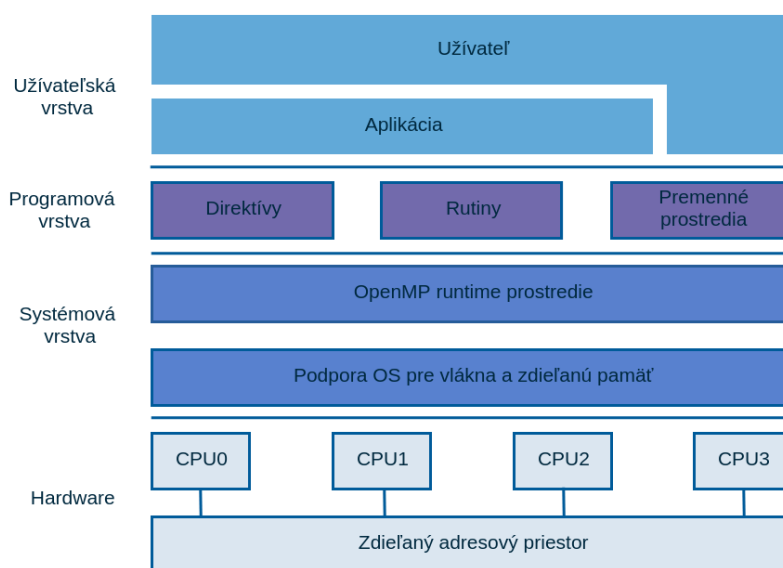 Užívateľ
Užívateľská
vrstva
Aplikácia
Programová
vrstva
Direktívy
Rutiny
Premenné
prostredia
Systémová
vrstva
OpenMP runtime prostredie
Podpora OS pre vlákna a zdieľanú pamäť
Hardware
CPU0
CPU1
CPU2
CPU3
Zdieľaný adresový priestor